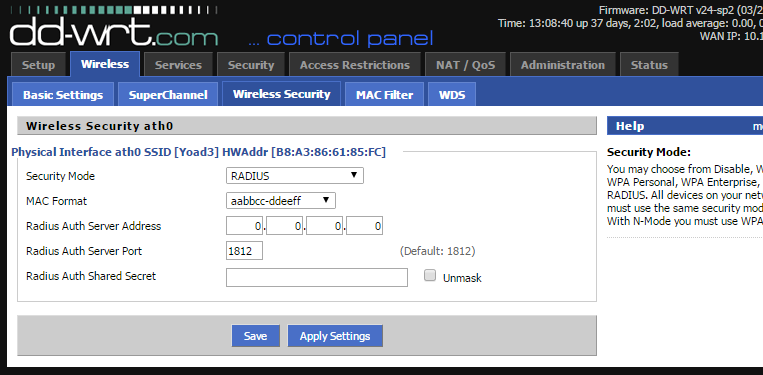 dd-wrt.com ... control panel
Firmware: DD-WRT v24-sp2 (03/2
Time: 13:08:40 up 37 days, 2:02, load average: 0.00, 0
WAN IP: 10.1
Setup Wireless Services Security Access Restrictions NAT / QoS Administration Status
Basic Settings SuperChannel Wireless Security MAC Filter WDS
Wireless Security ath0
Physical Interface ath0 SSID [Yoad3] HWAddr [B8:A3:86:61:85:FC]
Security Mode RADIUS
MAC Format aabbcc-ddeeff
Radius Auth Server Address 0.0.0.0
Radius Auth Server Port 1812 (Default: 1812)
Radius Auth Shared Secret Unmask
Save Apply Settings
Help m
Security Mode:
You may choose from Disable, W
WPA Personal, WPA Enterprise,
RADIUS. All devices on your netw
must use the same security mod
With N-Mode you must use WPA